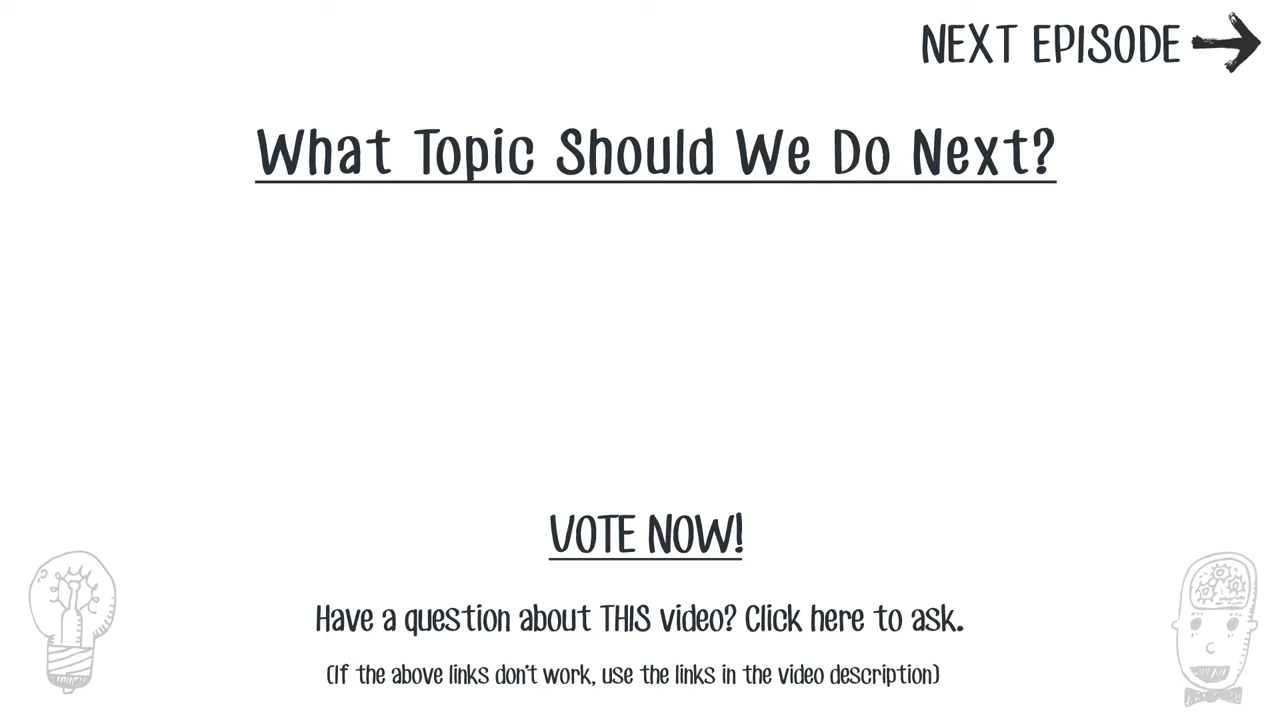 NEXT EPISODE
What Topic Should We Do Next?
VOTE NOW!
Have a question about THIS video? Click here to ask.
(If the above links don't work, use the links in the video description)